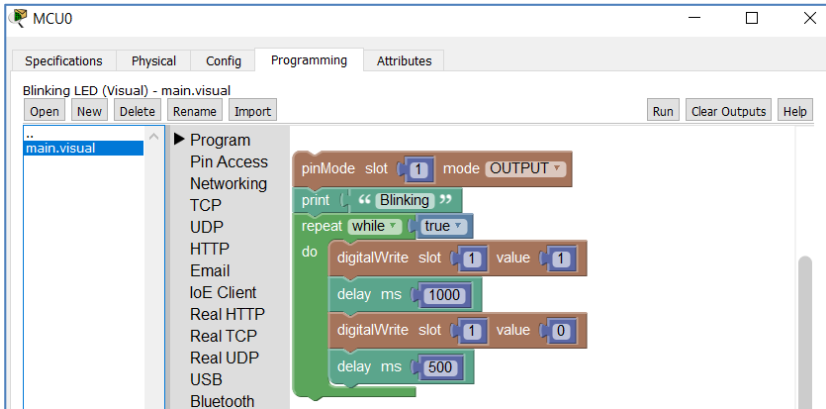 MCU0
Specifications Physical Config Programming Attributes
Blinking LED (Visual) - main.visual
Open New Delete Rename Import Run Clear Outputs Help
..
main.visual
Program
Pin Access
Networking
TCP
UDP
HTTP
Email
IoE Client
Real HTTP
Real TCP
Real UDP
USB
Bluetooth
pinMode slot 1 mode OUTPUT
print “ Blinking ”
repeat while true
do
digitalWrite slot 1 value 1
delay ms 1000
digitalWrite slot 1 value 0
delay ms 500